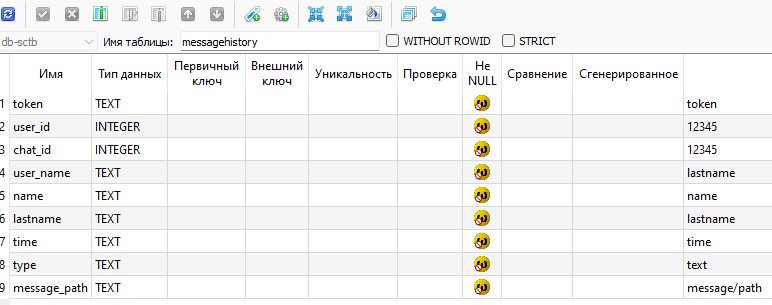 db-sctb Имя таблицы: messagehistory WITHOUT ROWID STRICT
Имя Тип данных Первичный ключ Внешний ключ Уникальность Проверка Не NULL Сравнение Сгенерированное
1 token TEXT token
2 user_id INTEGER 12345
3 chat_id INTEGER 12345
4 user_name TEXT lastname
5 name TEXT name
6 lastname TEXT lastname
7 time TEXT time
8 type TEXT text
9 message_path TEXT message/path